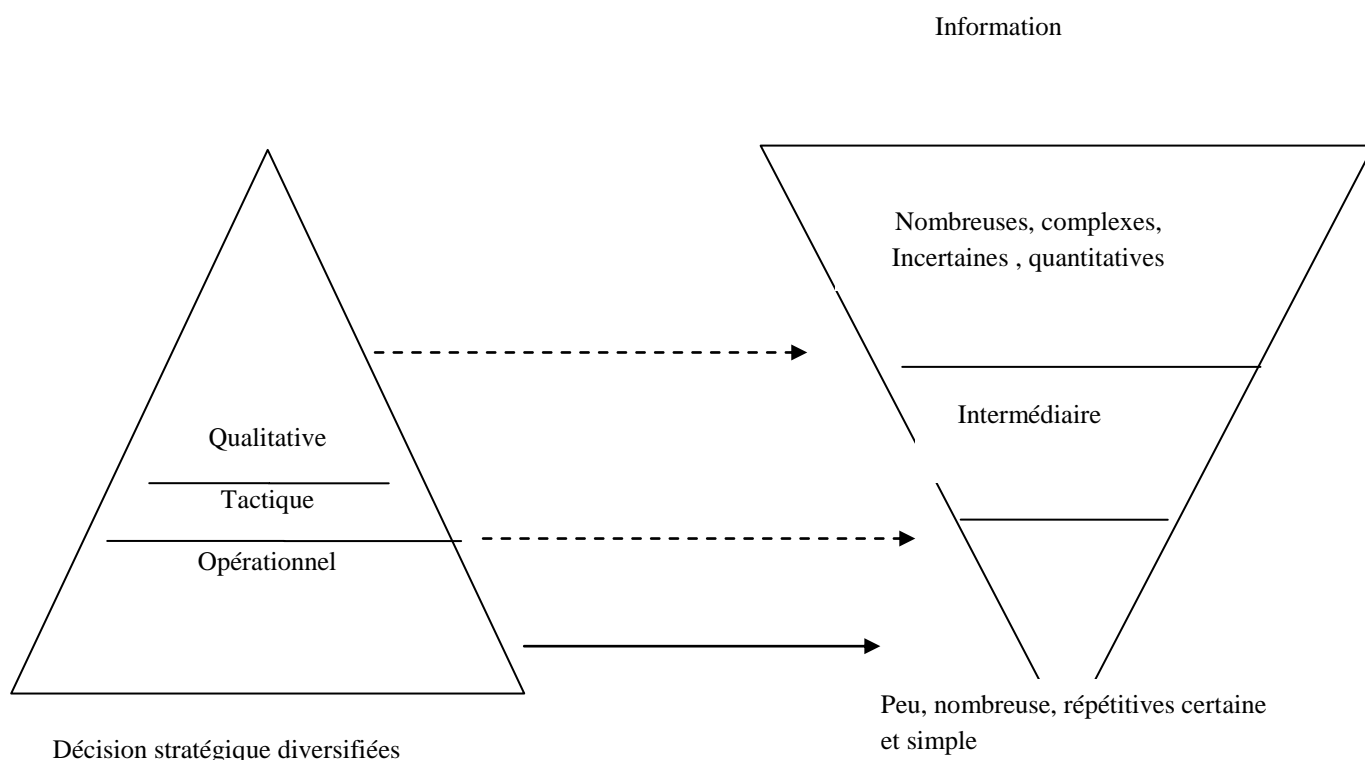 Information
Nombreuses, complexes,
Incertaines , quantitatives
Intermédiaire
Qualitative
Tactique
Opérationnel
Peu, nombreuse, répétitives certaine
et simple
Décision stratégique diversifiées